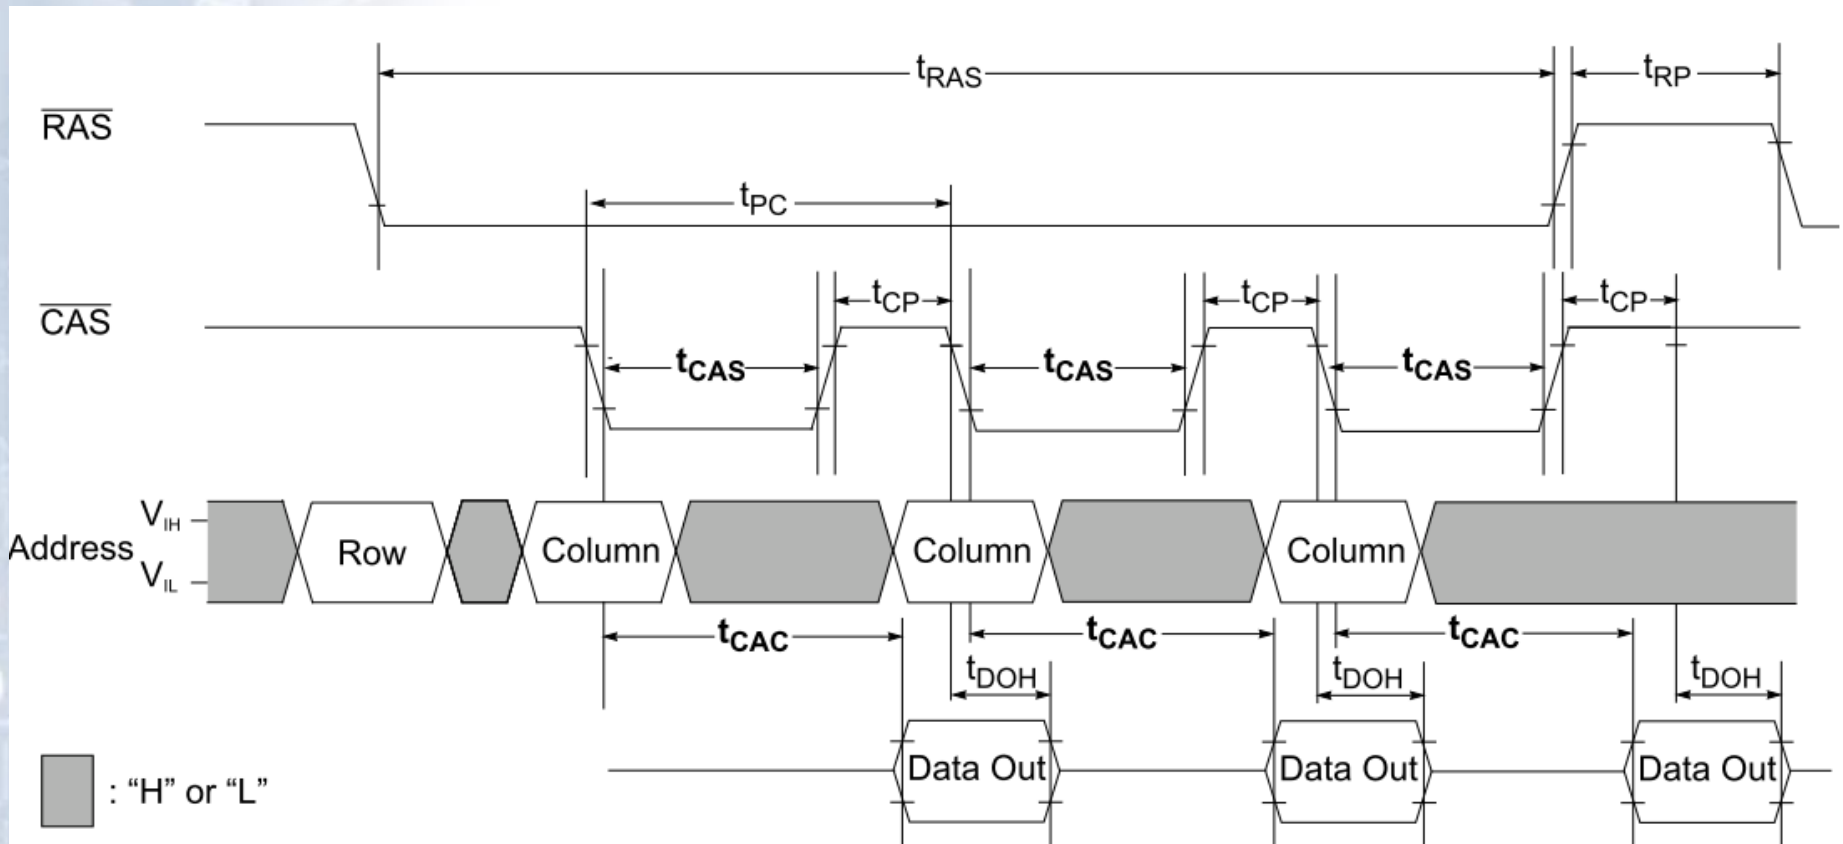 tRAS tRP
RAS
tPC
tCP tCP tCP
CAS
tCAS tCAS tCAS
VIH
Address Row Column Column Column
VIL
tCAC tCAC tCAC
tDOH tDOH tDOH
Data Out Data Out Data Out
: “H” or “L”